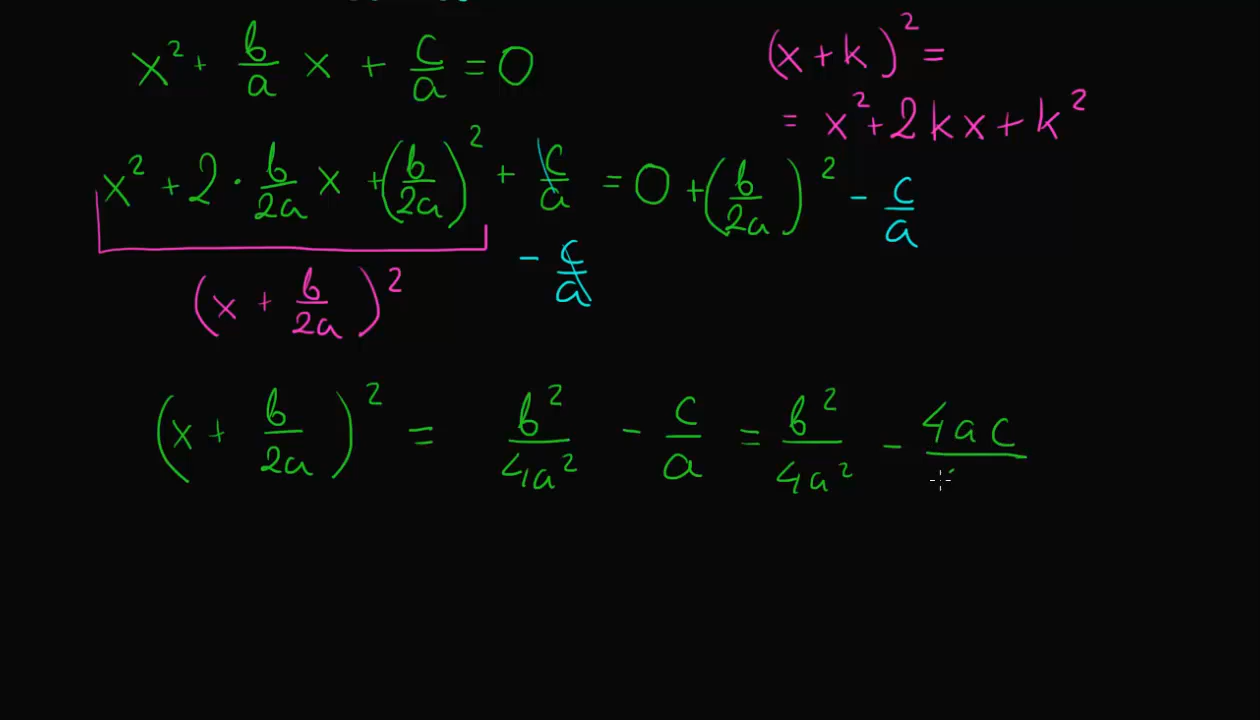 x² + b/a x + c/a = 0
(x + k)² =
= x² + 2kx + k²
x² + 2 · b/2a x + (b/2a)² + c/a = 0 + (b/2a)² - c/a
- c/a
(x + b/2a)²
(x + b/2a)² = b²/4a² - c/a = b²/4a² - 4ac/